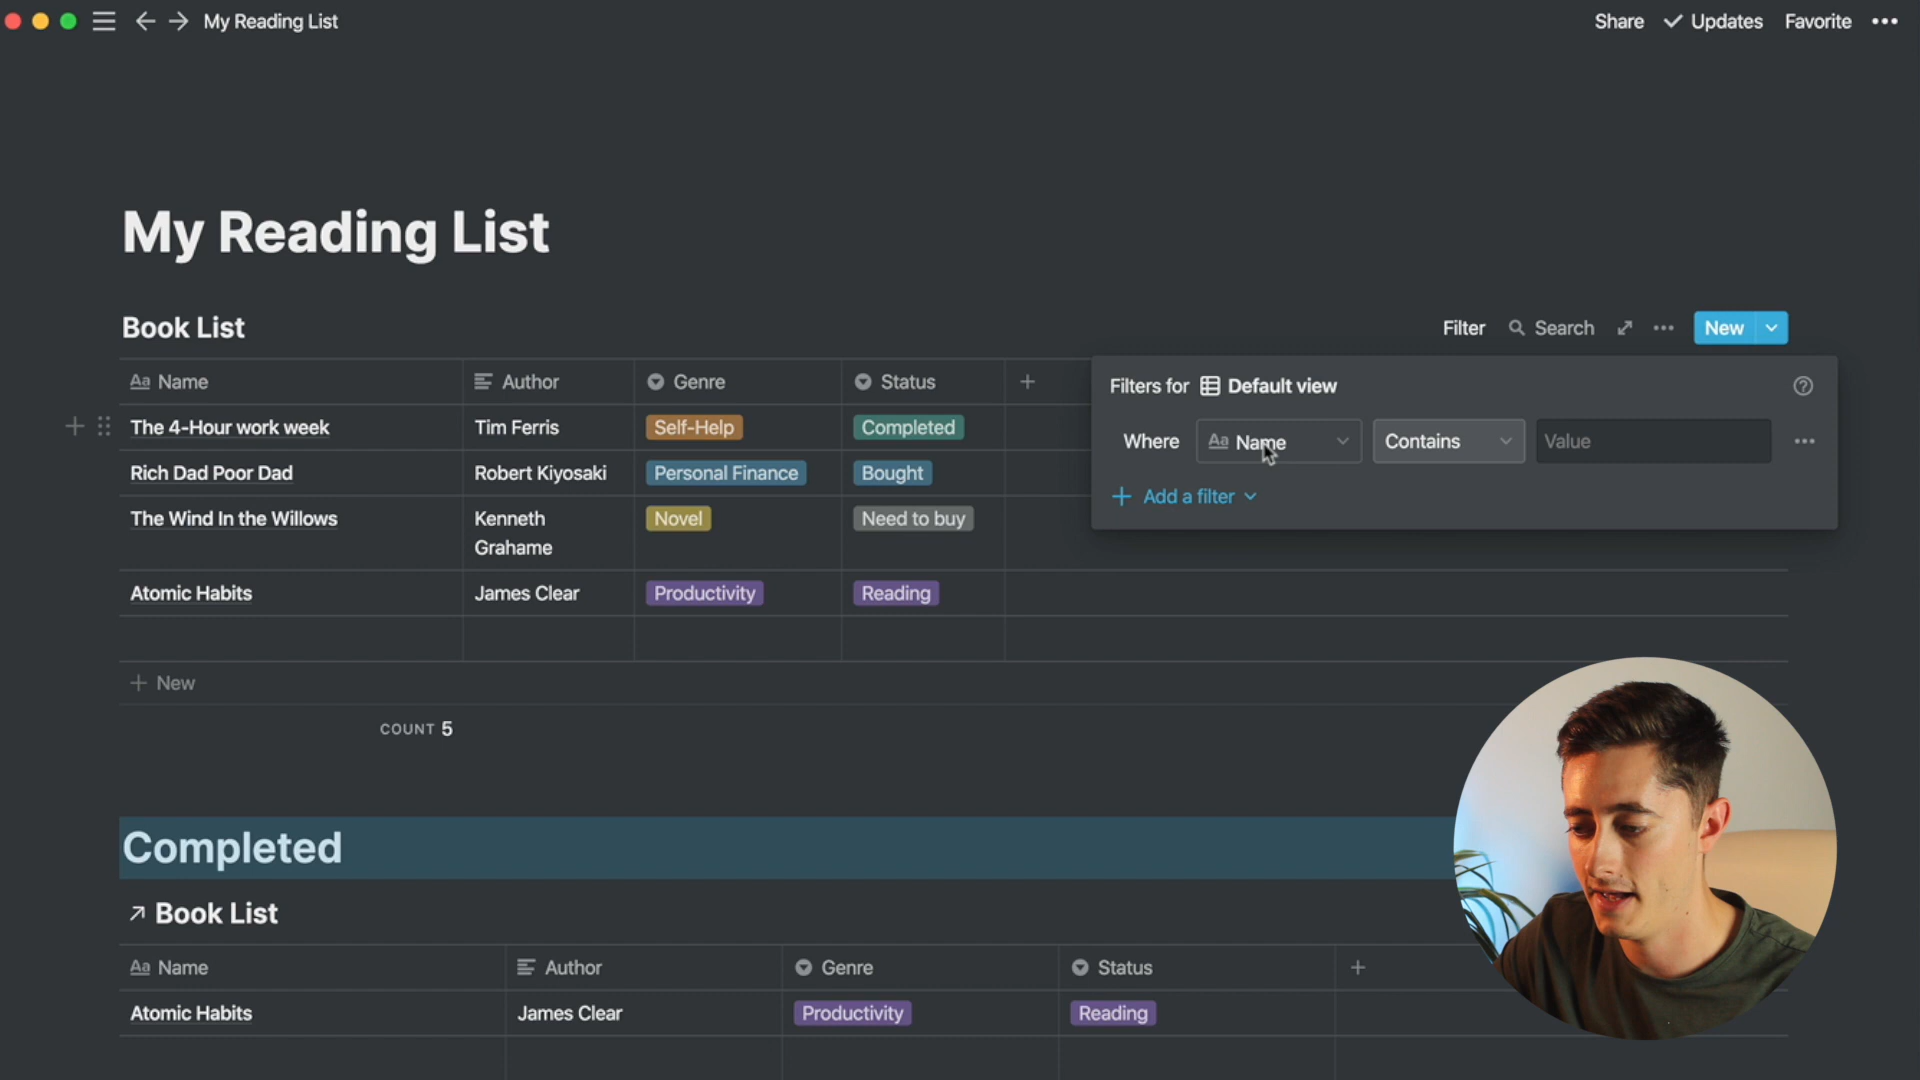 My Reading List
Share ✓ Updates Favorite •••
My Reading List
Book List
Filter Search ••• New
Aa Name Author Genre Status +
The 4-Hour work week Tim Ferris Self-Help Completed
Rich Dad Poor Dad Robert Kiyosaki Personal Finance Bought
The Wind In the Willows Kenneth Grahame Novel Need to buy
Atomic Habits James Clear Productivity Reading
+ New
COUNT 5
Filters for Default view ?
Where Aa Name Contains Value •••
+ Add a filter
Completed
↗ Book List
Aa Name Author Genre Status +
Atomic Habits James Clear Productivity Reading